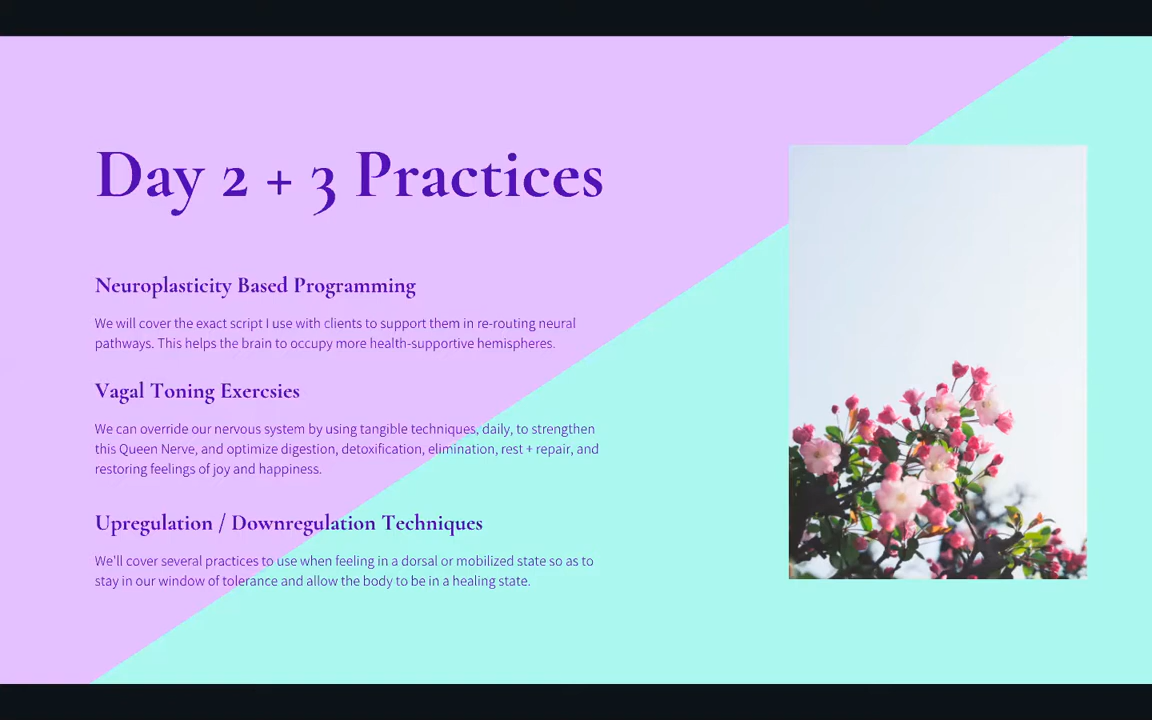 Day 2 + 3 Practices
Neuroplasticity Based Programming
We will cover the exact script I use with clients to support them in re-routing neural
pathways. This helps the brain to occupy more health-supportive hemispheres.
Vagal Toning Exercsies
We can override our nervous system by using tangible techniques, daily, to strengthen
this Queen Nerve, and optimize digestion, detoxification, elimination, rest + repair, and
restoring feelings of joy and happiness.
Upregulation / Downregulation Techniques
We'll cover several practices to use when feeling in a dorsal or mobilized state so as to
stay in our window of tolerance and allow the body to be in a healing state.